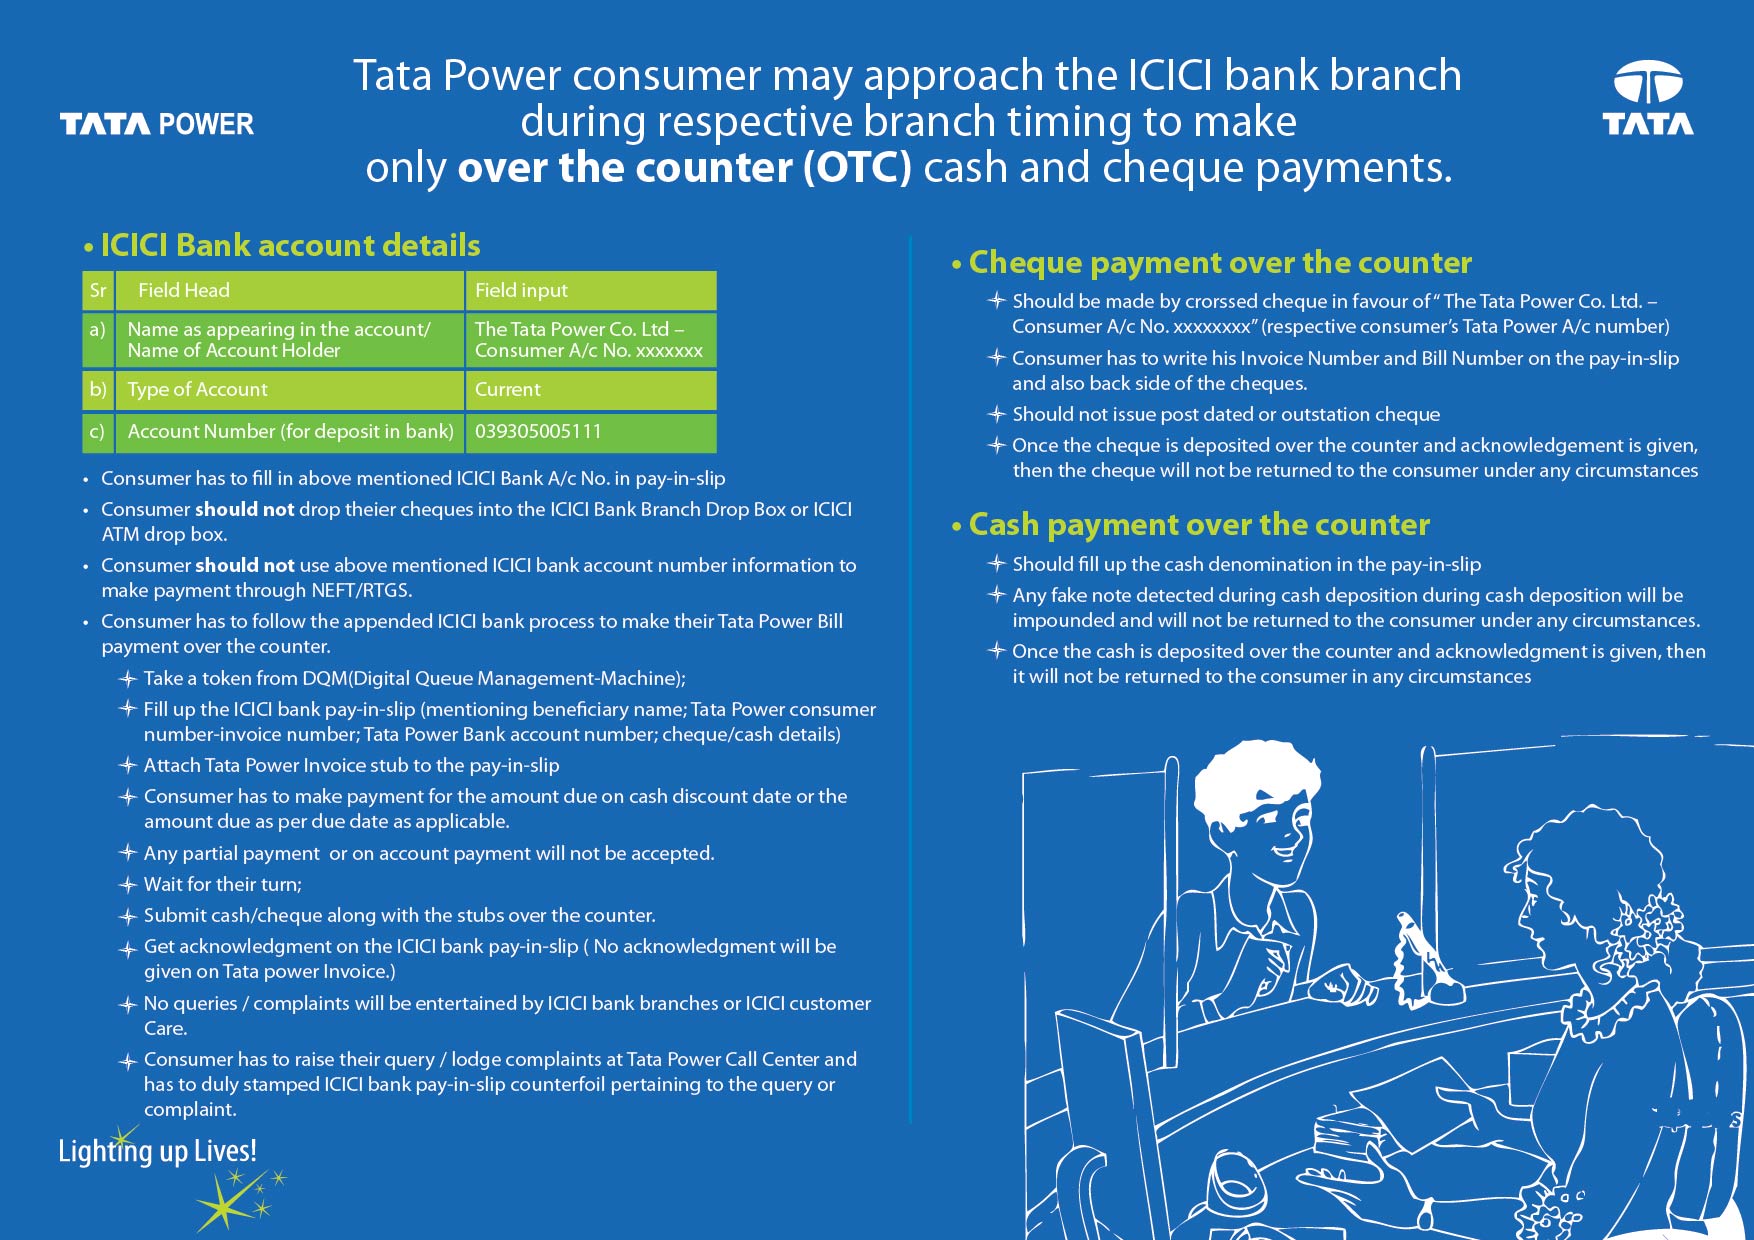 Tata Power consumer may approach the ICICI bank branch
during respective branch timing to make
only over the counter (OTC) cash and cheque payments.
TATA POWER
TATA
• ICICI Bank account details
Sr Field Head Field input
a) Name as appearing in the account/ The Tata Power Co. Ltd –
Name of Account Holder Consumer A/c No. xxxxxxx
b) Type of Account Current
c) Account Number (for deposit in bank) 039305005111
• Consumer has to fill in above mentioned ICICI Bank A/c No. in pay-in-slip
• Consumer should not drop theier cheques into the ICICI Bank Branch Drop Box or ICICI
ATM drop box.
• Consumer should not use above mentioned ICICI bank account number information to
make payment through NEFT/RTGS.
• Consumer has to follow the appended ICICI bank process to make their Tata Power Bill
payment over the counter.
Take a token from DQM(Digital Queue Management-Machine);
Fill up the ICICI bank pay-in-slip (mentioning beneficiary name; Tata Power consumer
number-invoice number; Tata Power Bank account number; cheque/cash details)
Attach Tata Power Invoice stub to the pay-in-slip
Consumer has to make payment for the amount due on cash discount date or the
amount due as per due date as applicable.
Any partial payment or on account payment will not be accepted.
Wait for their turn;
Submit cash/cheque along with the stubs over the counter.
Get acknowledgment on the ICICI bank pay-in-slip ( No acknowledgment will be
given on Tata power Invoice.)
No queries / complaints will be entertained by ICICI bank branches or ICICI customer
Care.
Consumer has to raise their query / lodge complaints at Tata Power Call Center and
has to duly stamped ICICI bank pay-in-slip counterfoil pertaining to the query or
complaint.
Lighting up Lives!
• Cheque payment over the counter
Should be made by crorssed cheque in favour of “ The Tata Power Co. Ltd. –
Consumer A/c No. xxxxxxxx” (respective consumer’s Tata Power A/c number)
Consumer has to write his Invoice Number and Bill Number on the pay-in-slip
and also back side of the cheques.
Should not issue post dated or outstation cheque
Once the cheque is deposited over the counter and acknowledgement is given,
then the cheque will not be returned to the consumer under any circumstances
• Cash payment over the counter
Should fill up the cash denomination in the pay-in-slip
Any fake note detected during cash deposition during cash deposition will be
impounded and will not be returned to the consumer under any circumstances.
Once the cash is deposited over the counter and acknowledgment is given, then
it will not be returned to the consumer in any circumstances